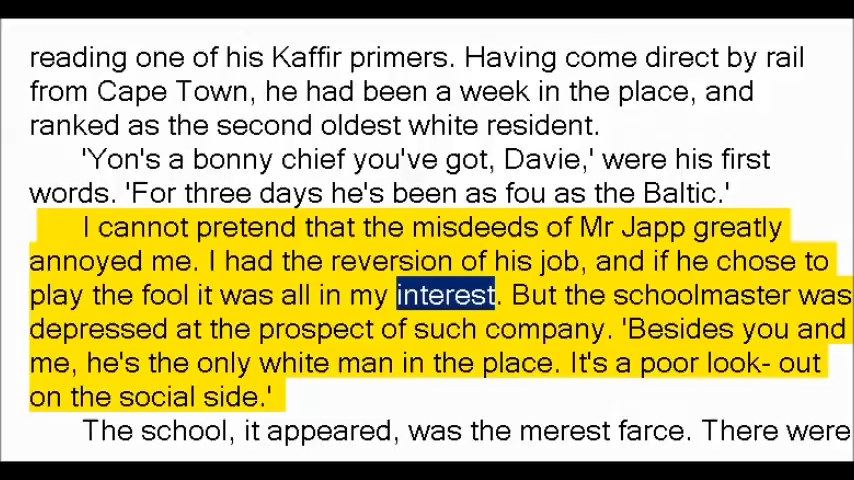 reading one of his Kaffir primers. Having come direct by rail
from Cape Town, he had been a week in the place, and
ranked as the second oldest white resident.
'Yon's a bonny chief you've got, Davie,' were his first
words. 'For three days he's been as fou as the Baltic.'
I cannot pretend that the misdeeds of Mr Japp greatly
annoyed me. I had the reversion of his job, and if he chose to
play the fool it was all in my interest. But the schoolmaster was
depressed at the prospect of such company. 'Besides you and
me, he's the only white man in the place. It's a poor look- out
on the social side.'
The school, it appeared, was the merest farce. There were